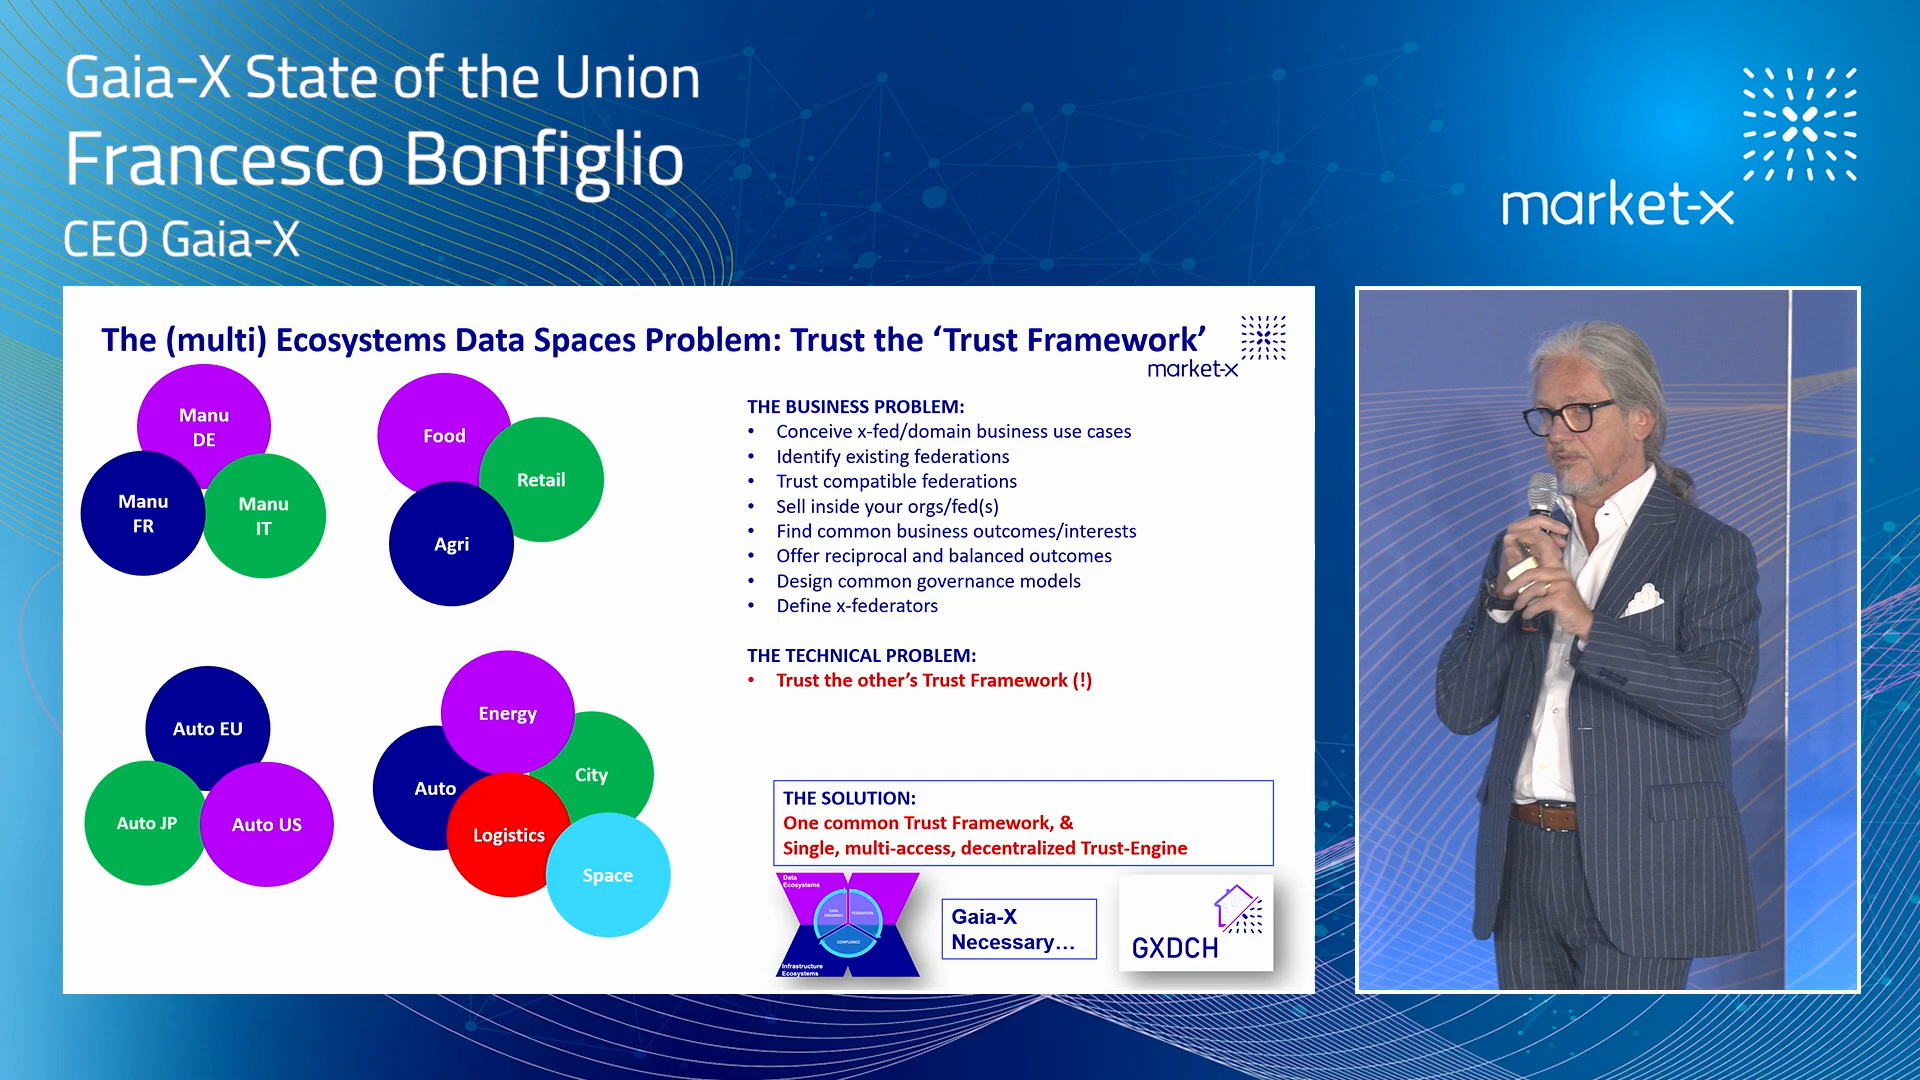 Gaia-X State of the Union
Francesco Bonfiglio
CEO Gaia-X
market-x
The (multi) Ecosystems Data Spaces Problem: Trust the ‘Trust Framework’
market-x
Manu
DE
Manu
FR
Manu
IT
Food
Retail
Agri
Auto EU
Auto JP
Auto US
Energy
Auto
City
Logistics
Space
THE BUSINESS PROBLEM:
• Conceive x-fed/domain business use cases
• Identify existing federations
• Trust compatible federations
• Sell inside your orgs/fed(s)
• Find common business outcomes/interests
• Offer reciprocal and balanced outcomes
• Design common governance models
• Define x-federators
THE TECHNICAL PROBLEM:
• Trust the other’s Trust Framework (!)
THE SOLUTION:
One common Trust Framework, &
Single, multi-access, decentralized Trust-Engine
Data
Ecosystems
DATA
EXCHANGE
FEDERATION
COMPLIANCE
Infrastructure
Ecosystems
Gaia-X
Necessary…
GXDCH